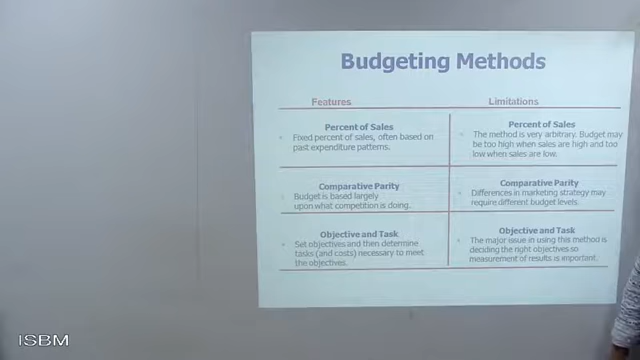 Budgeting Methods
Features
Limitations
Percent of Sales
Fixed percent of sales, often based on
past expenditure patterns.
Percent of Sales
The method is very arbitrary. Budget may
be too high when sales are high and too
low when sales are low.
Comparative Parity
Budget is based largely
upon what competition is doing.
Comparative Parity
Differences in marketing strategy may
require different budget levels.
Objective and Task
Set objectives and then determine
tasks (and costs) necessary to meet
the objectives.
Objective and Task
The major issue in using this method is
deciding the right objectives so
measurement of results is important.
ISBM